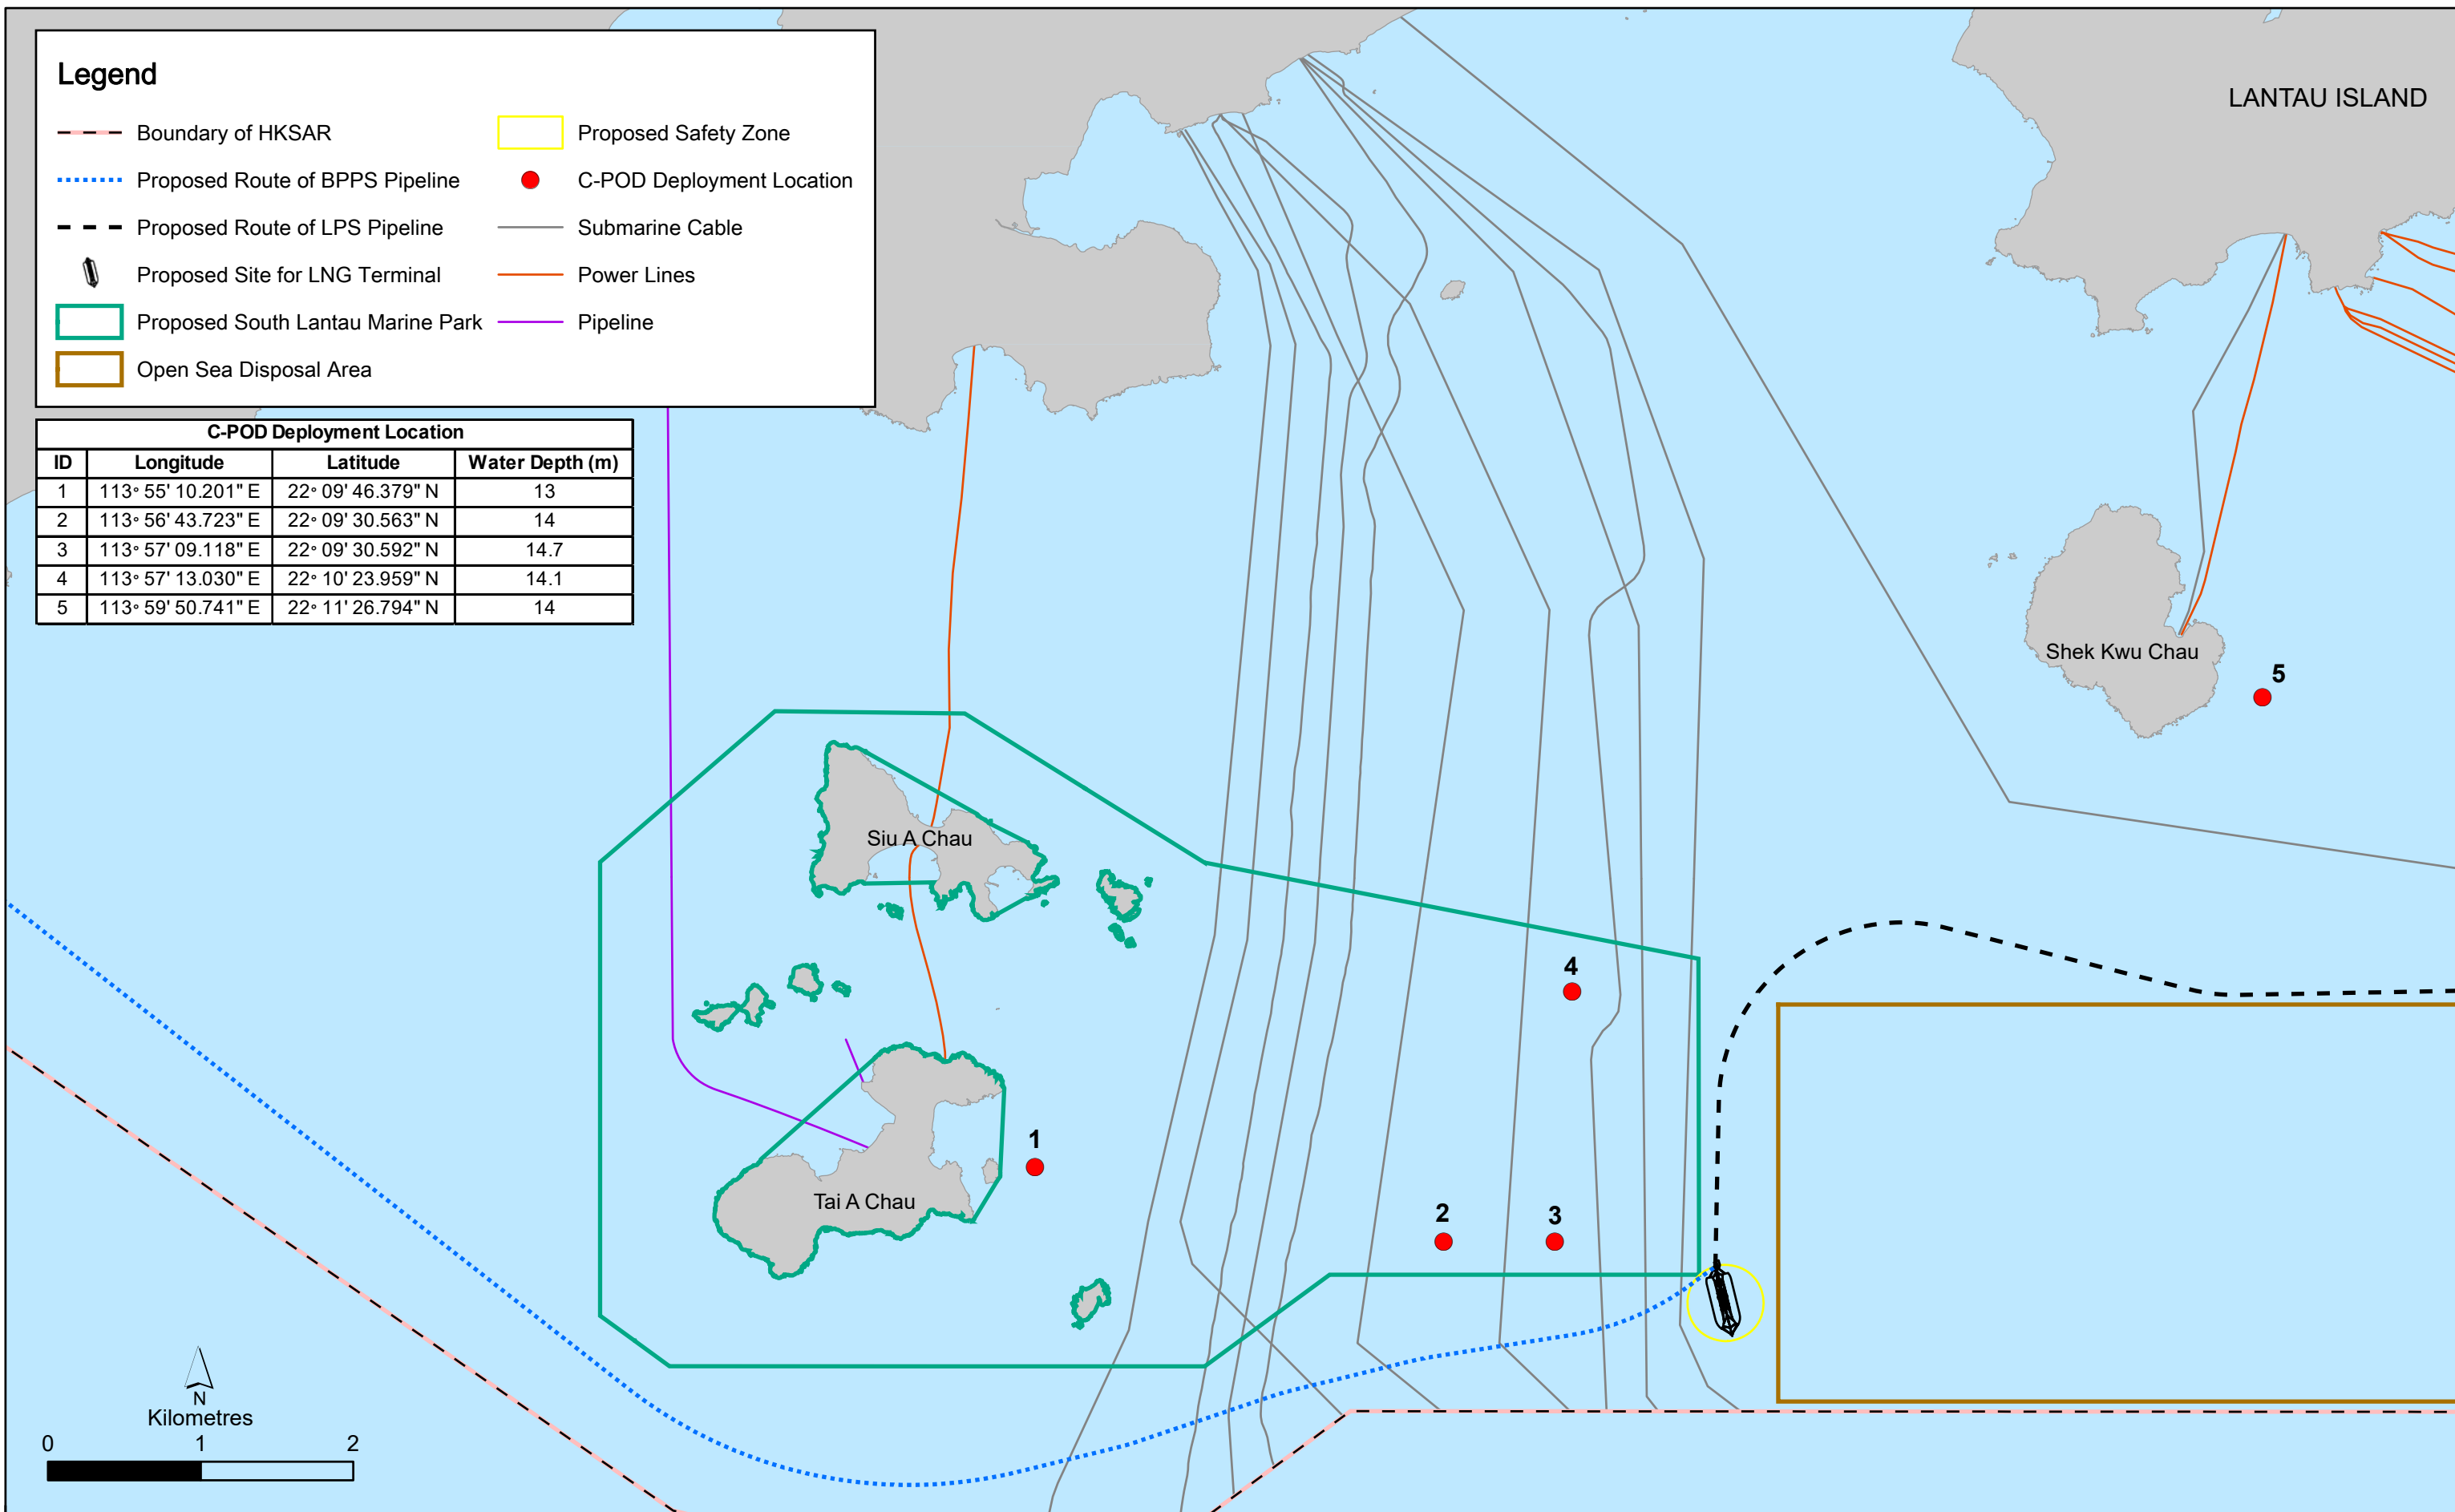 Legend
Boundary of HKSAR
Proposed Route of BPPS Pipeline
Proposed Route of LPS Pipeline
Proposed Site for LNG Terminal
Proposed South Lantau Marine Park
Open Sea Disposal Area
Proposed Safety Zone
C-POD Deployment Location
Submarine Cable
Power Lines
Pipeline
C-POD Deployment Location
ID Longitude Latitude Water Depth (m)
1 113° 55' 10.201" E 22° 09' 46.379" N 13
2 113° 56' 43.723" E 22° 09' 30.563" N 14
3 113° 57' 09.118" E 22° 09' 30.592" N 14.7
4 113° 57' 13.030" E 22° 10' 23.959" N 14.1
5 113° 59' 50.741" E 22° 11' 26.794" N 14
LANTAU ISLAND
Shek Kwu Chau
5
Siu A Chau
4
1
Tai A Chau
2
3
N
Kilometres
0 1 2